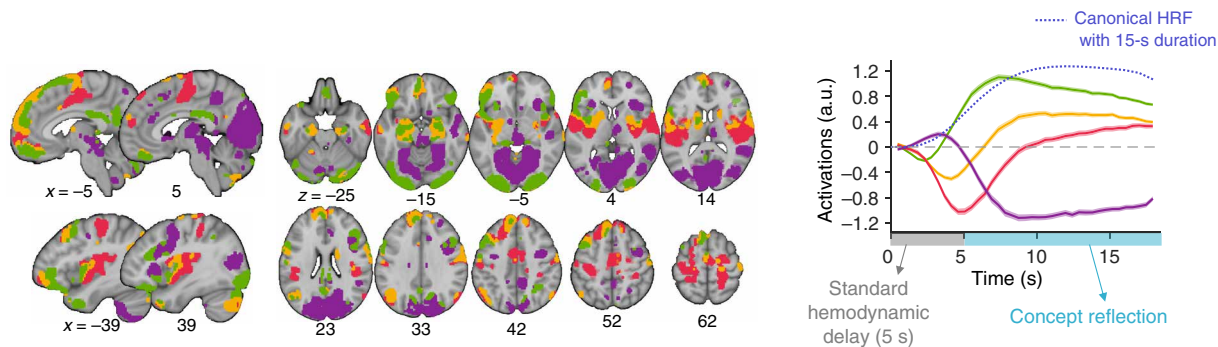 x = −5
5
z = −25
−15
−5
4
14
x = −39
39
23
33
42
52
62
Canonical HRF
with 15-s duration
Activations (a.u.)
1.2
0.8
0.4
0
−0.4
−0.8
−1.2
0
5
10
15
Time (s)
Standard
hemodynamic
delay (5 s)
Concept reflection